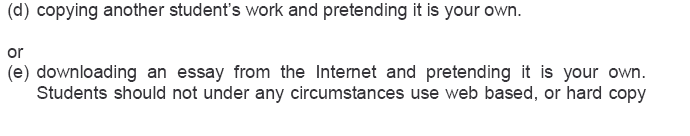 (d) copying another student’s work and pretending it is your own.
or
(e) downloading an essay from the Internet and pretending it is your own.
Students should not under any circumstances use web based, or hard copy